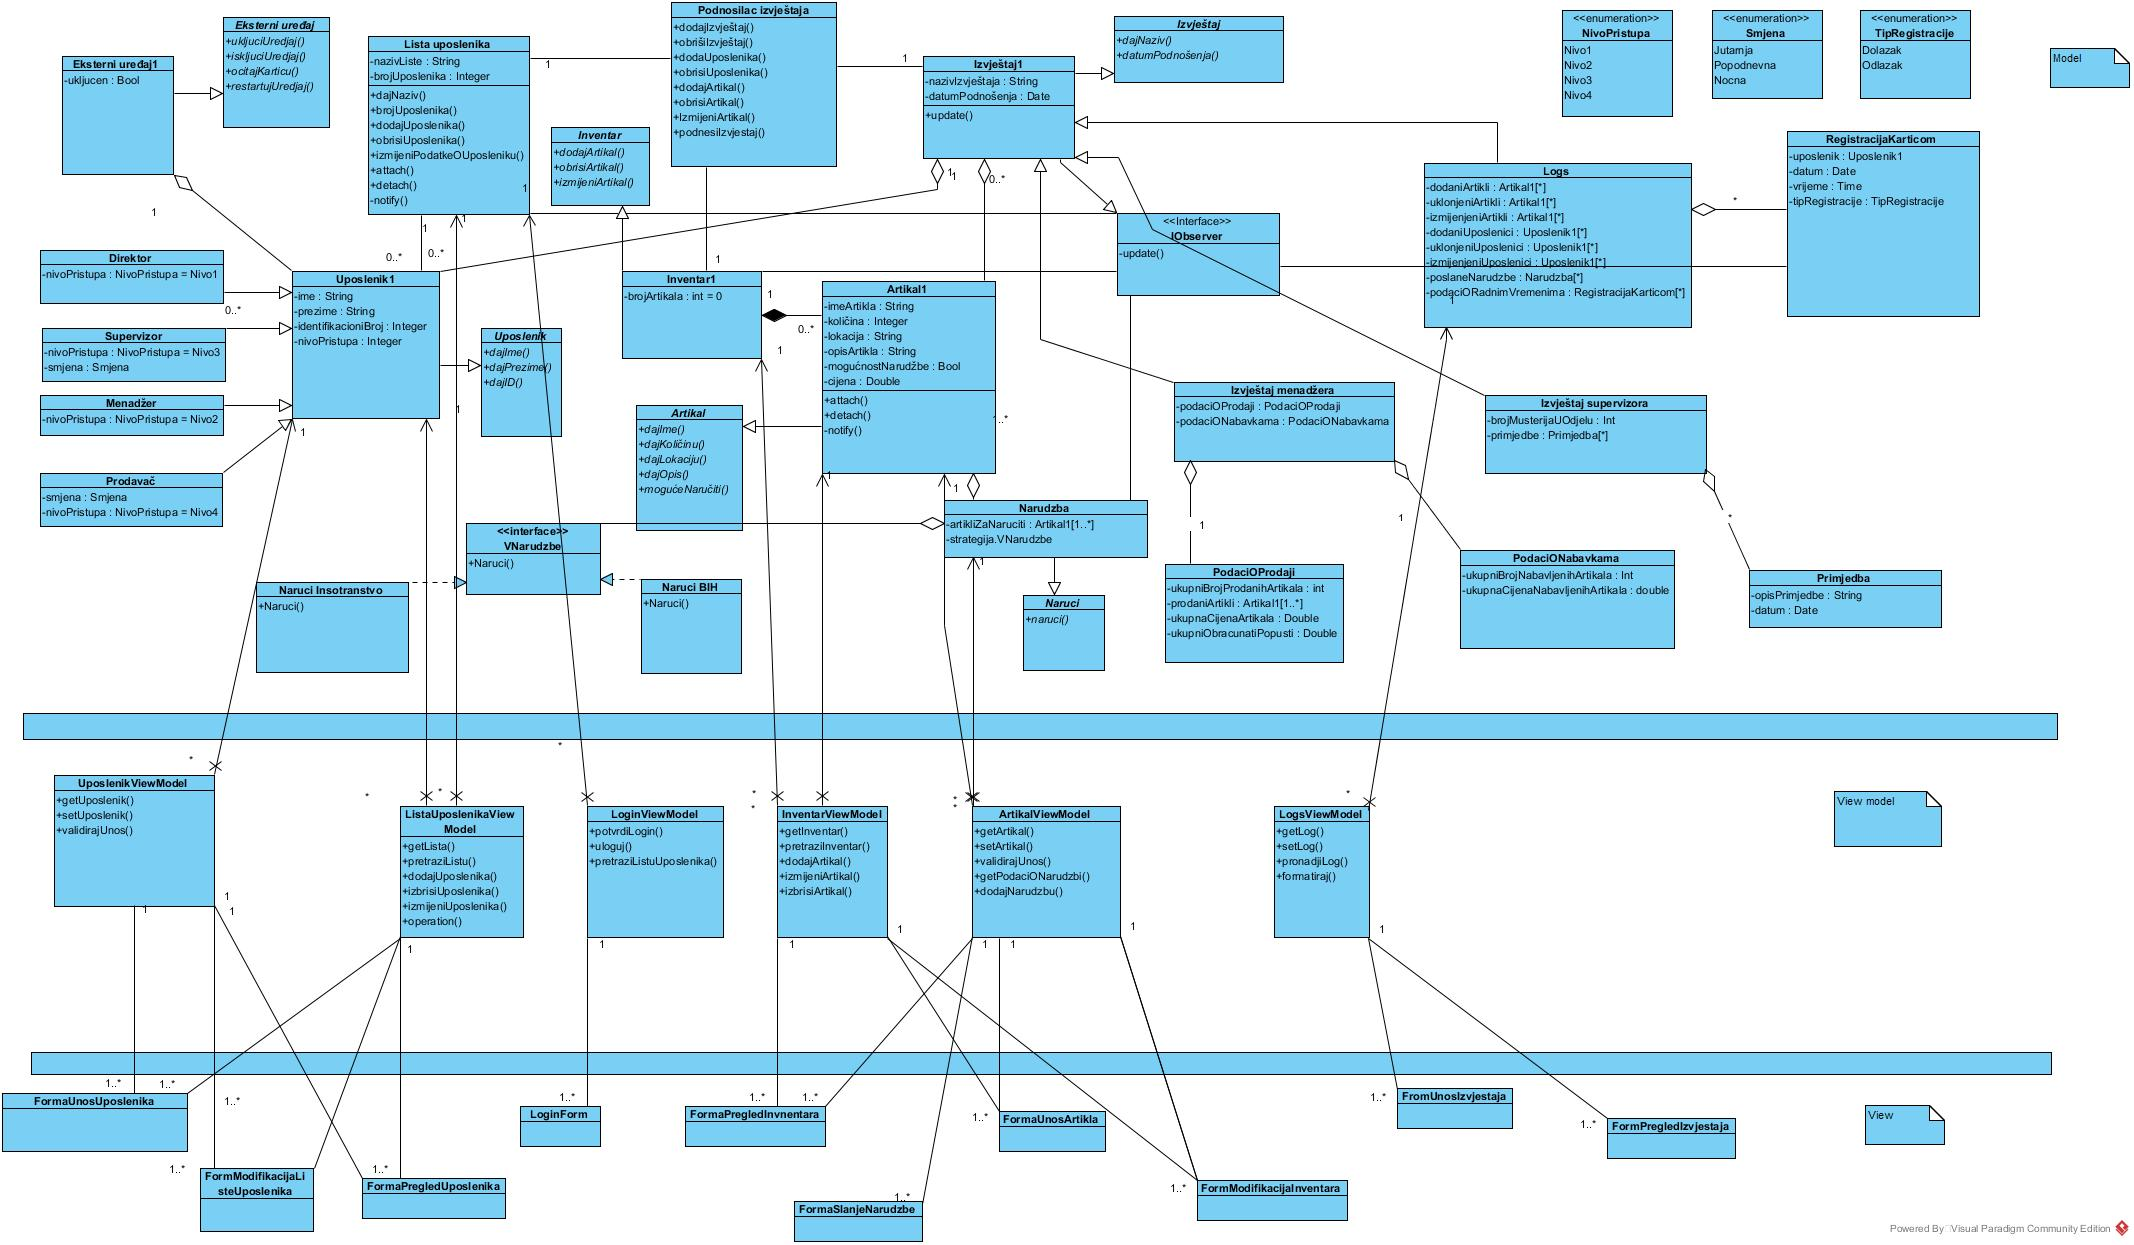 Eksterni uređaj1
-ukljucen : Bool
Eksterni uređaj
+ukljuciUredjaj()
+iskljuciUredjaj()
+ocitajKarticu()
+restartujUredjaj()
Lista uposlenika
-nazivListe : String
-brojUposlenika : Integer
+dajNaziv()
+brojUposlenika()
+dodajUposlenika()
+obrisiUposlenika()
+izmijeniPodatkeOUposleniku()
+attach()
+detach()
-notify()
Podnosilac izvještaja
+dodajIzvještaj()
+obrišiIzvještaj()
+dodaUposlenika()
+obrisiUposlenika()
+dodajArtikal()
+obrisiArtikal()
+IzmijeniArtikal()
+podnesiIzvjestaj()
Inventar
+dodajArtikal()
+obrisiArtikal()
+izmijeniArtikal()
Izvještaj1
-nazivIzvještaja : String
-datumPodnošenja : Date
+update()
Izvještaj
+dajNaziv()
+datumPodnošenja()
<<enumeration>>
NivoPristupa
Nivo1
Nivo2
Nivo3
Nivo4
<<enumeration>>
Smjena
Jutarnja
Popodnevna
Nocna
<<enumeration>>
TipRegistracije
Dolazak
Odlazak
Model
RegistracijaKarticom
-uposlenik : Uposlenik1
-datum : Date
-vrijeme : Time
-tipRegistracije : TipRegistracije
Logs
-dodaniArtikli : Artikal1[*]
-uklonjeniArtikli : Artikal1[*]
-izmijenjeniArtikli : Artikal1[*]
-dodaniUposlenici : Uposlenik1[*]
-uklonjeniUposlenici : Uposlenik1[*]
-izmijenjeniUposlenici : Uposlenik1[*]
-poslaneNarudzbe : Narudzba[*]
-podaciORadnimVremenima : RegistracijaKarticom[*]
<<Interface>>
IObserver
-update()
Direktor
-nivoPristupa : NivoPristupa = Nivo1
Supervizor
-nivoPristupa : NivoPristupa = Nivo3
-smjena : Smjena
Menadžer
-nivoPristupa : NivoPristupa = Nivo2
Prodavač
-smjena : Smjena
-nivoPristupa : NivoPristupa = Nivo4
Uposlenik1
-ime : String
-prezime : String
-identifikacioniBroj : Integer
-nivoPristupa : Integer
Uposlenik
+dajIme()
+dajPrezime()
+dajID()
Inventar1
-brojArtikala : int = 0
Artikal1
-imeArtikla : String
-količina : Integer
-lokacija : String
-opisArtikla : String
-mogućnostNarudžbe : Bool
-cijena : Double
+attach()
+detach()
-notify()
Artikal
+dajIme()
+dajKoličinu()
+dajLokaciju()
+dajOpis()
+mogućeNaručiti()
Izvještaj menadžera
-podaciOProdaji : PodaciOProdaji
-podaciONabavkama : PodaciONabavkama
Izvještaj supervizora
-brojMusterijaUOdjelu : Int
-primjedbe : Primjedba[*]
Narudzba
-artikliZaNaruciti : Artikal1[1..*]
-strategija.VNarudzbe
<<interface>>
VNarudzbe
+Naruci()
Naruci Insotranstvo
+Naruci()
Naruci BIH
+Naruci()
Naruci
+naruci()
PodaciOProdaji
-ukupniBrojProdanihArtikala : int
-prodaniArtikli : Artikal1[1..*]
-ukupnaCijenaArtikala : Double
-ukupniObracunatiPopusti : Double
PodaciONabavkama
-ukupniBrojNabavljenihArtikala : Int
-ukupnaCijenaNabavljenihArtikala : double
Primjedba
-opisPrimjedbe : String
-datum : Date
UposlenikViewModel
+getUposlenik()
+setUposlenik()
+validirajUnos()
ListaUposlenikaView
Model
+getLista()
+pretraziListu()
+dodajUposlenika()
+izbrisiUposlenika()
+izmijeniUposlenika()
+operation()
LoginViewModel
+potvrdiLogin()
+uloguj()
+pretraziListuUposlenika()
InventarViewModel
+getInventar()
+pretraziInventar()
+dodajArtikal()
+izmijeniArtikal()
+izbrisiArtikal()
ArtikalViewModel
+getArtikal()
+setArtikal()
+validirajUnos()
+getPodaciONarudzbi()
+dodajNarudzbu()
LogsViewModel
+getLog()
+setLog()
+pronadjiLog()
+formatiraj()
View model
FormaUnosUposlenika
FormModifikacijaLi
steUposlenika
FormaPregledUposlenika
LoginForm
FormaPregledInvnentara
FormaUnosArtikla
FormaSlanjeNarudzbe
FormModifikacijaInventara
FromUnosIzvjestaja
FormPregledIzvjestaja
View
Powered By Visual Paradigm Community Edition